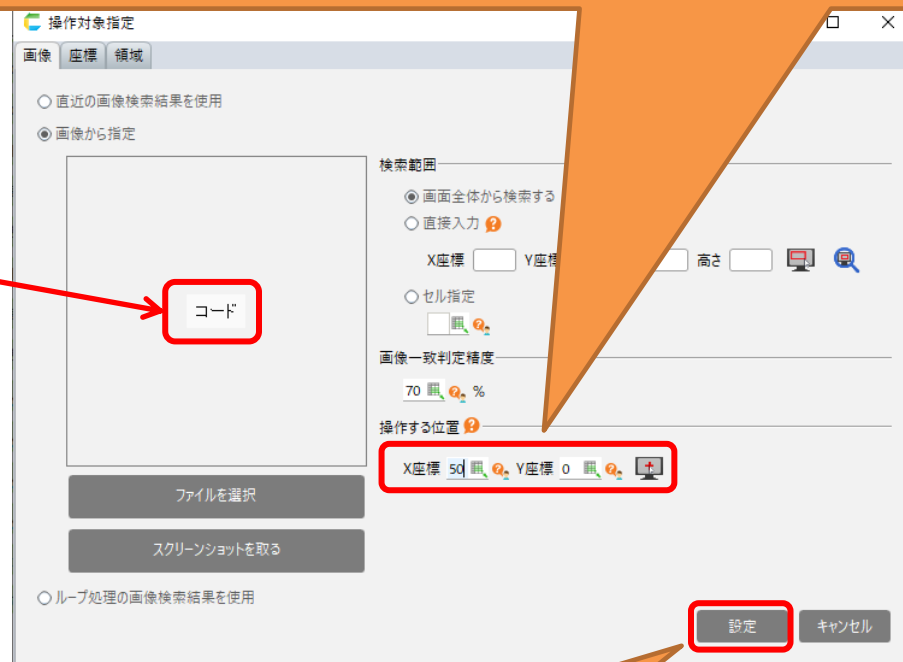 操作対象指定
画像 座標 領域
直近の画像検索結果を使用
画像から指定
検索範囲
画面全体から検索する
直接入力
X座標 Y座標 高さ
セル指定
コード
画像一致判定精度
70 %
操作する位置
X座標 50 Y座標 0
ファイルを選択
スクリーンショットを取る
ループ処理の画像検索結果を使用
設定 キャンセル